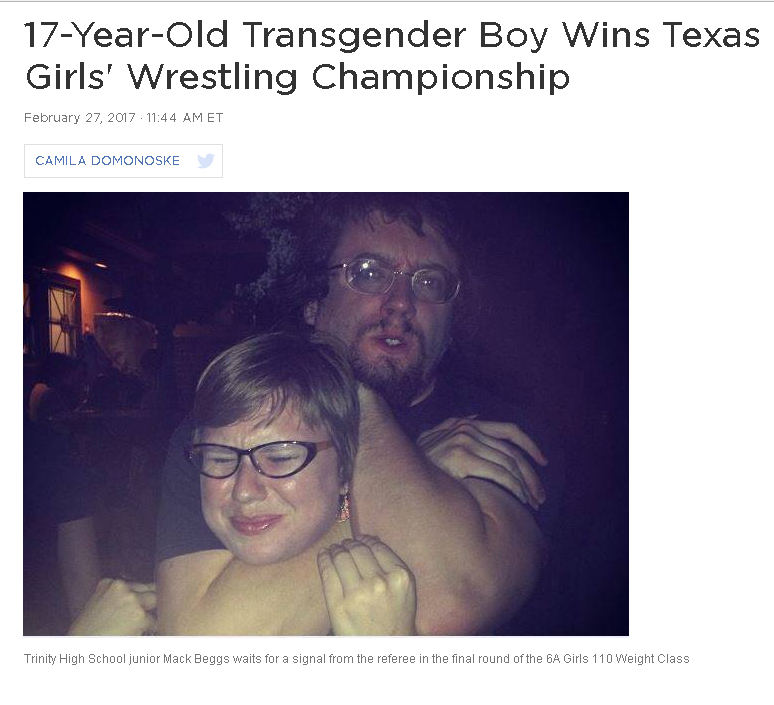 17-Year-Old Transgender Boy Wins Texas
Girls' Wrestling Championship
February 27, 2017 · 11:44 AM ET
CAMILA DOMONOSKE
Trinity High School junior Mack Beggs waits for a signal from the referee in the final round of the 6A Girls 110 Weight Class